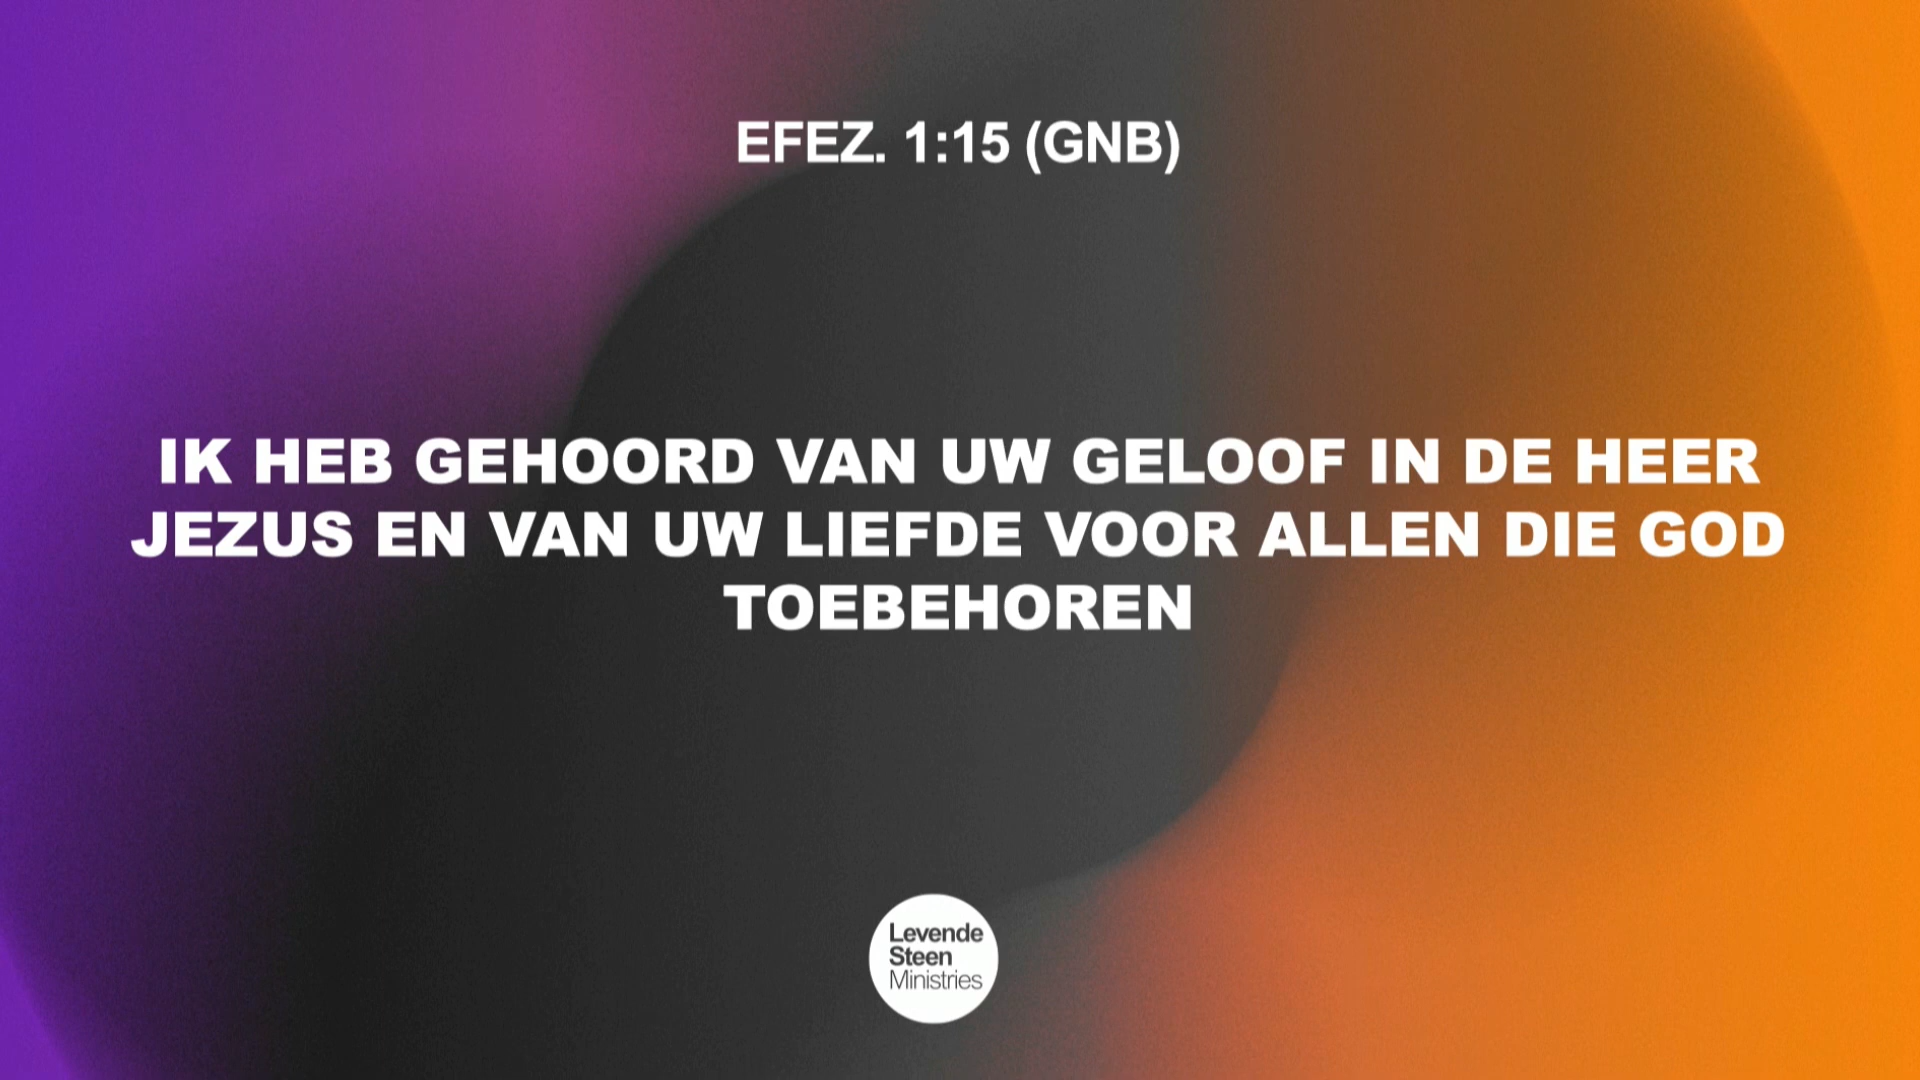 EFEZ. 1:15 (GNB)
IK HEB GEHOORD VAN UW GELOOF IN DE HEER
JEZUS EN VAN UW LIEFDE VOOR ALLEN DIE GOD
TOEBEHOREN
Levende
Steen
Ministries